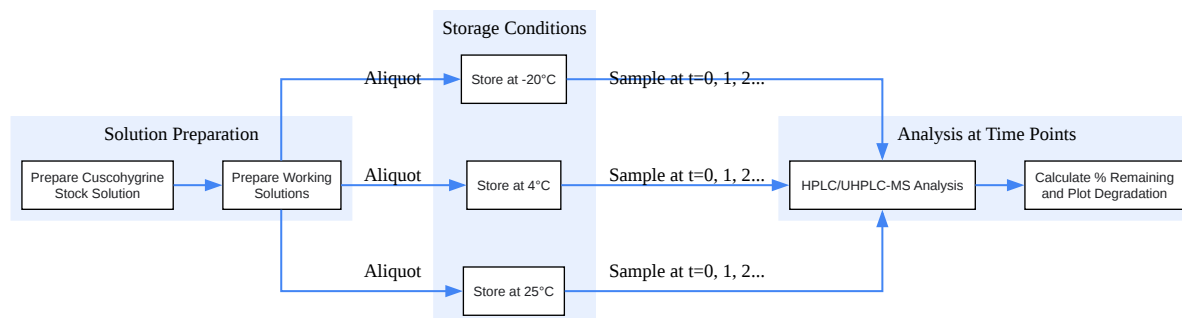 Storage Conditions
Aliquot
Store at -20°C
Sample at t=0, 1, 2...
Solution Preparation
Prepare Cuscohygrine
Stock Solution
Prepare Working
Solutions
Aliquot
Store at 4°C
Sample at t=0, 1, 2...
Analysis at Time Points
HPLC/UHPLC-MS Analysis
Calculate % Remaining
and Plot Degradation
Aliquot
Store at 25°C
Sample at t=0, 1, 2...